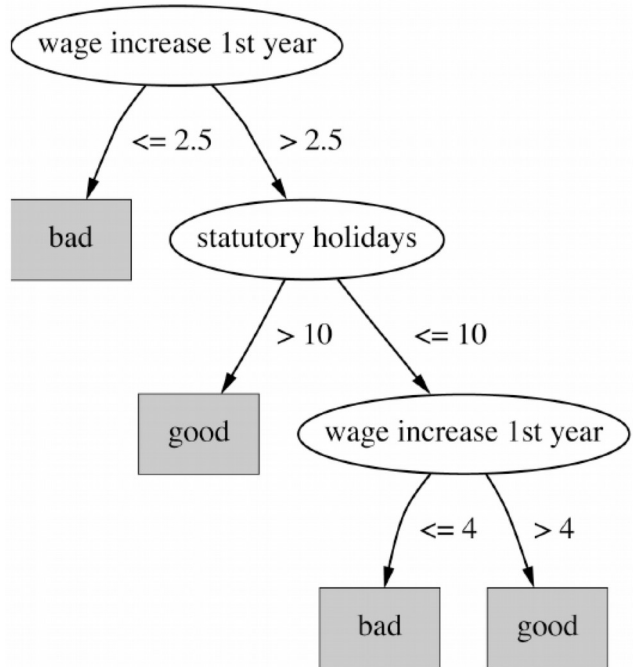 wage increase 1st year
<= 2.5
> 2.5
bad
statutory holidays
> 10
<= 10
good
wage increase 1st year
<= 4
> 4
bad
good